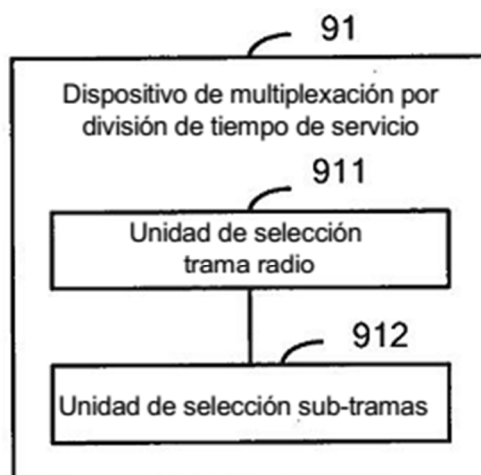 91
Dispositivo de multiplexación por
división de tiempo de servicio
911
Unidad de selección
trama radio
912
Unidad de selección sub-tramas